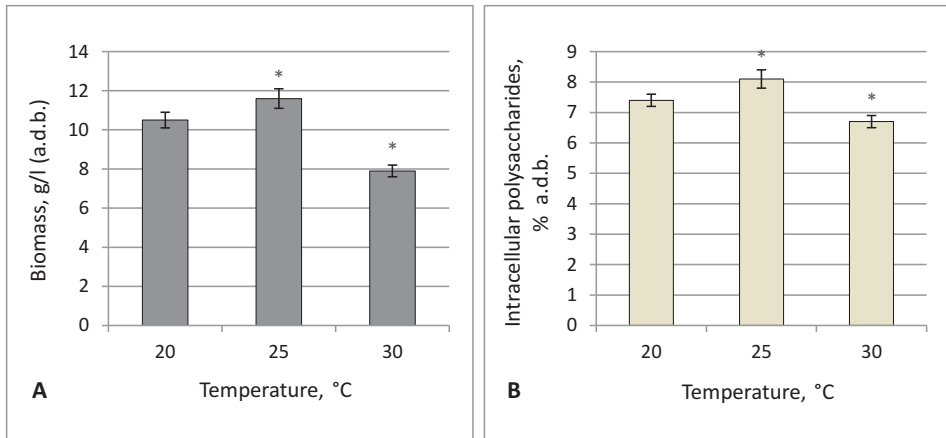 Biomass, g/l (a.d.b.)
14
12
10
8
6
4
2
0
*
*
20 25 30
Temperature, °C
A
Intracellular polysaccharides,
% a.d.b.
9
8
7
6
5
4
3
2
1
0
*
*
20 25 30
Temperature, °C
B